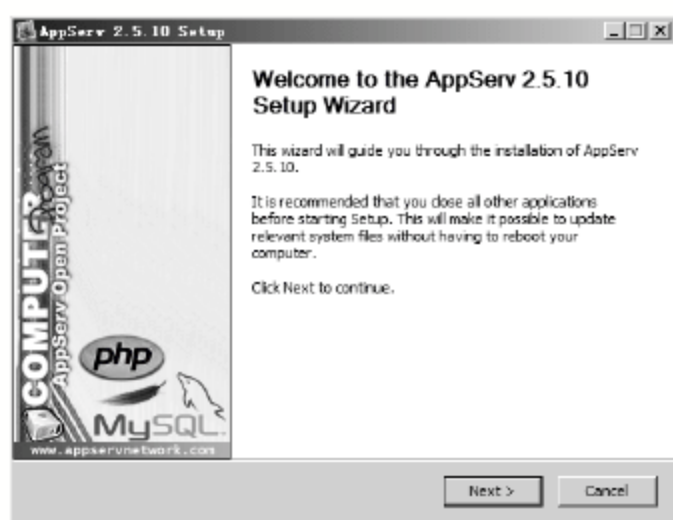 AppServ 2.5.10 Setup
Welcome to the AppServ 2.5.10
Setup Wizard
This wizard will guide you through the installation of AppServ
2.5.10.
It is recommended that you close all other applications
before starting Setup. This will make it possible to update
relevant system files without having to reboot your
computer.
Click Next to continue.
COMPUTER
Program
AppServ Open Project
php
MySQL
www.appservnetwork.com
Next >
Cancel